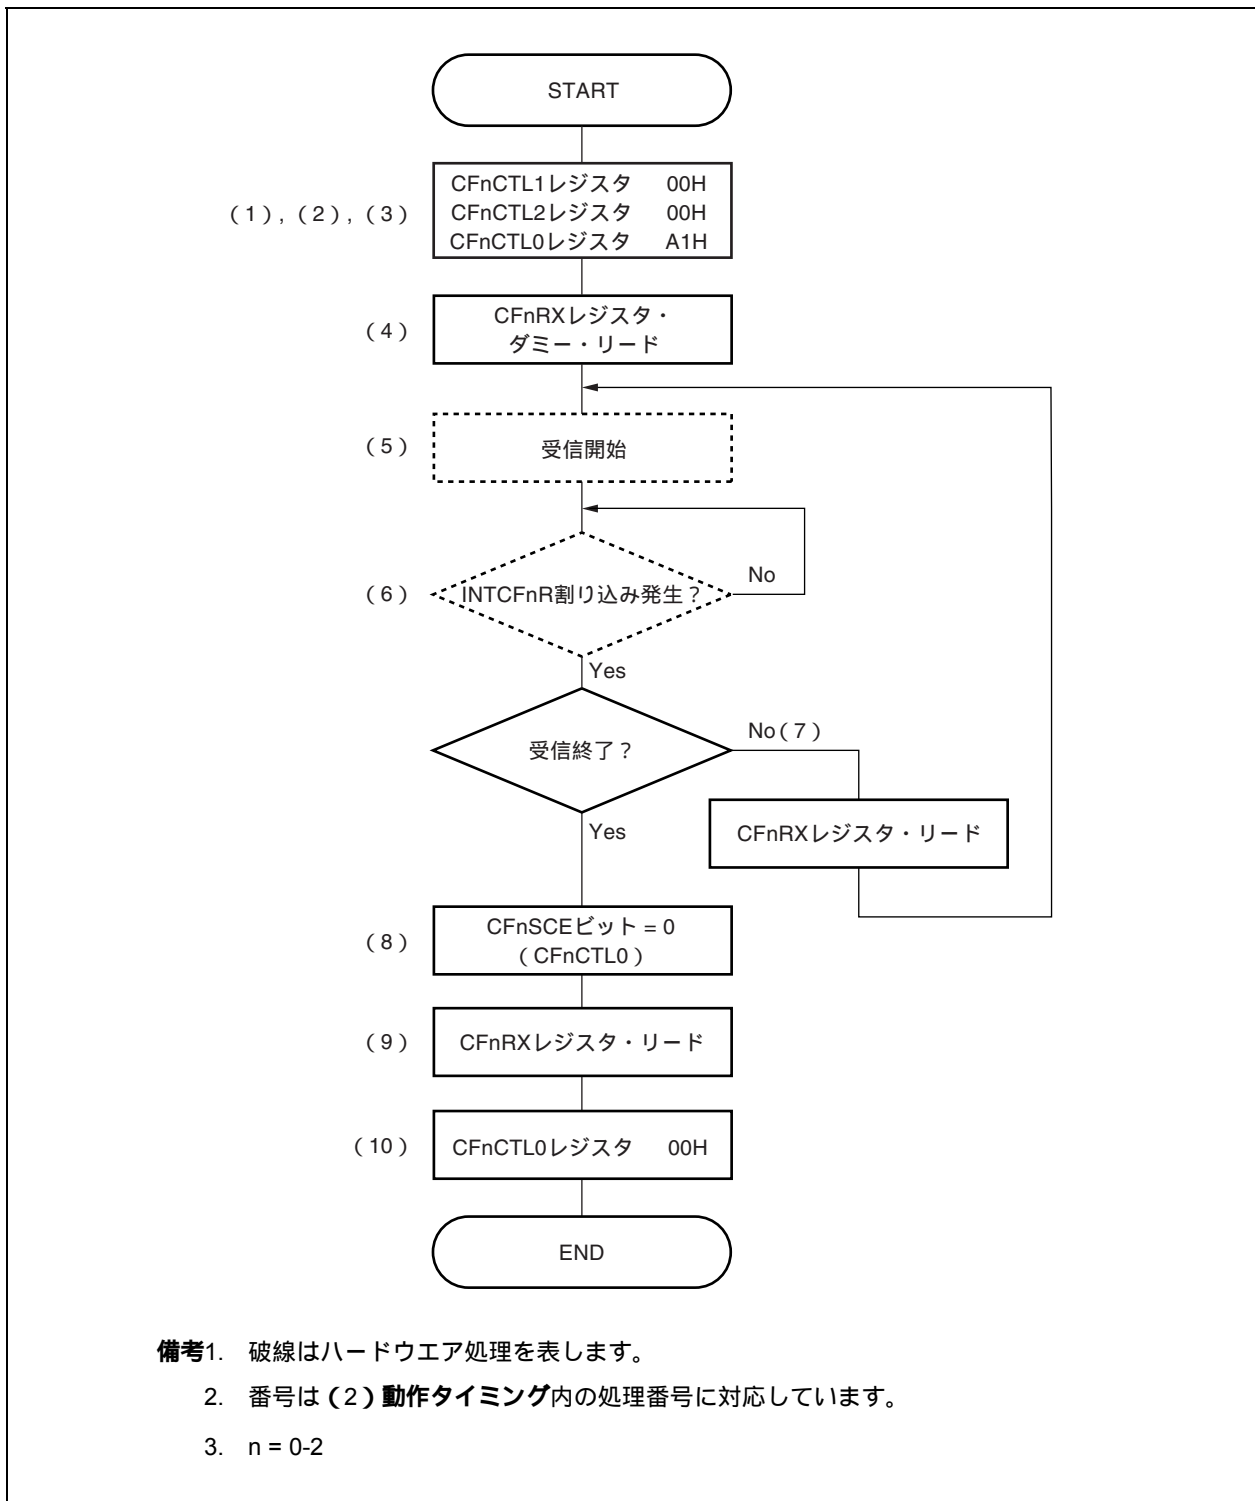 START
CFnCTL1レジスタ 00H
CFnCTL2レジスタ 00H
CFnCTL0レジスタ A1H
(1), (2), (3)
CFnRXレジスタ・
ダミー・リード
(4)
(5)
受信開始
(6)
INTCFnR割り込み発生？
No
Yes
受信終了？
No(7)
CFnRXレジスタ・リード
Yes
(8)
CFnSCEビット = 0
(CFnCTL0)
(9)
CFnRXレジスタ・リード
(10)
CFnCTL0レジスタ 00H
END
備考1. 破線はハードウエア処理を表します。
2. 番号は(2)動作タイミング内の処理番号に対応しています。
3. n = 0-2